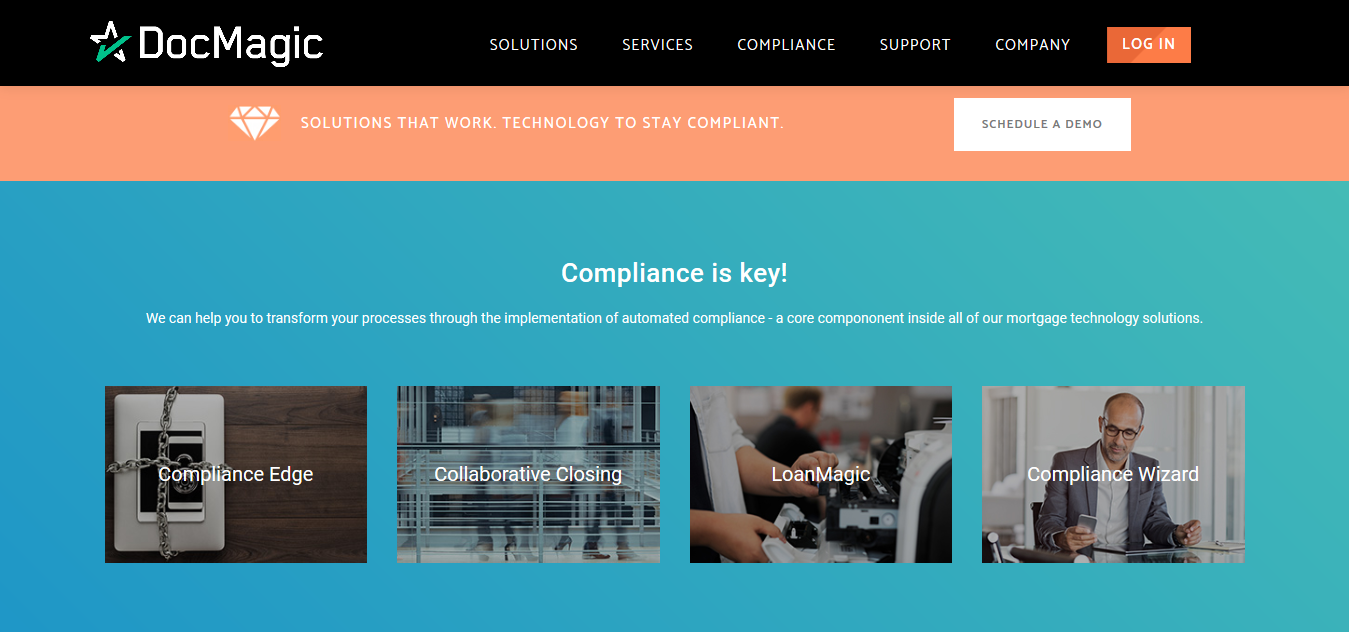 DocMagic
SOLUTIONS SERVICES COMPLIANCE SUPPORT COMPANY LOG IN
SOLUTIONS THAT WORK. TECHNOLOGY TO STAY COMPLIANT.
SCHEDULE A DEMO
Compliance is key!
We can help you to transform your processes through the implementation of automated compliance - a core compononent inside all of our mortgage technology solutions.
Compliance Edge
Collaborative Closing
LoanMagic
Compliance Wizard